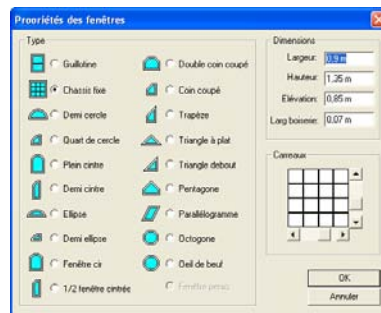 Propriétés des fenêtres
Type
Guillotine
Chassis fixe
Demi cercle
Quart de cercle
Plein cintre
Demi cintre
Ellipse
Demi ellipse
Fenêtre cir
1/2 fenêtre cintrée
Double coin coupé
Coin coupé
Trapèze
Triangle à plat
Triangle debout
Pentagone
Parallélogramme
Octogone
Oeil de beuf
Dimensions
Largeur: 0.9 m
Hauteur: 1,35 m
Elévation: 0,85 m
Larg boiserie: 0,07 m
Carreaux
OK
Annuler